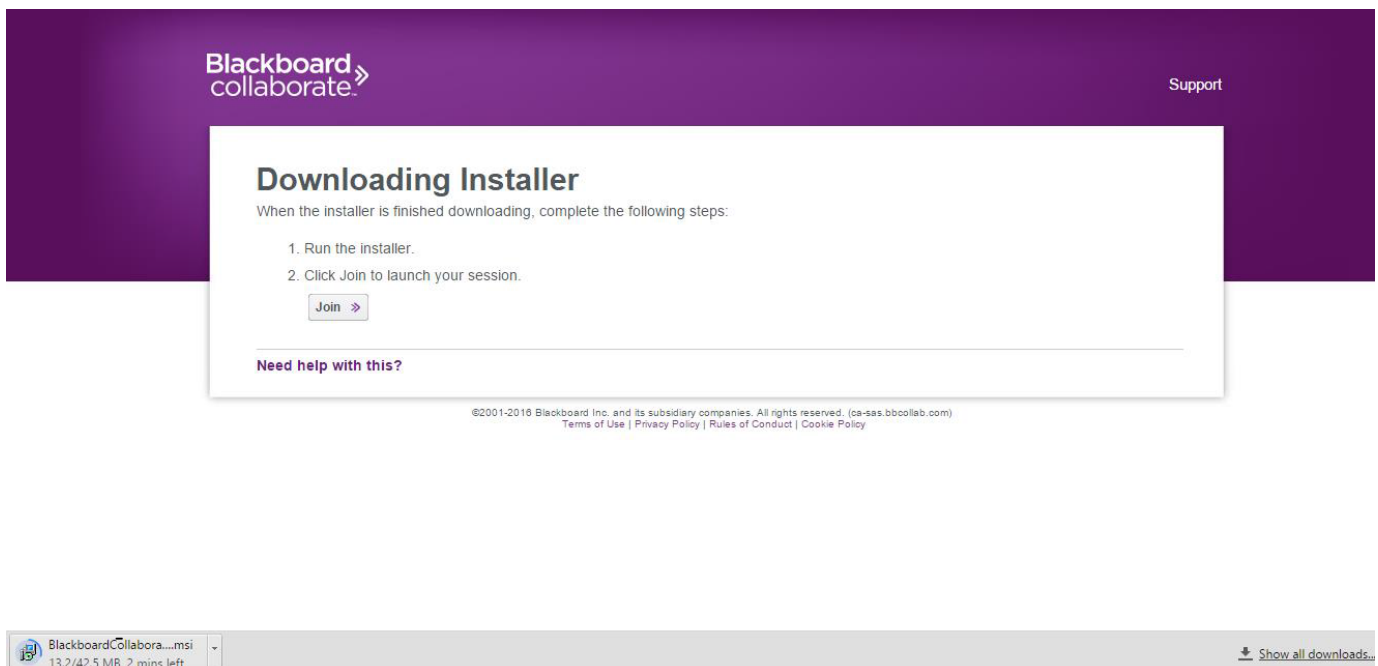 Blackboard
collaborate™
Support
Downloading Installer
When the installer is finished downloading, complete the following steps:
1. Run the installer.
2. Click Join to launch your session.
Join »
Need help with this?
©2001-2016 Blackboard Inc. and its subsidiary companies. All rights reserved. (ca-sas.bbcollab.com)
Terms of Use | Privacy Policy | Rules of Conduct | Cookie Policy
BlackboardCollabora....msi
13.2/42.5 MB, 2 mins left
Show all downloads...